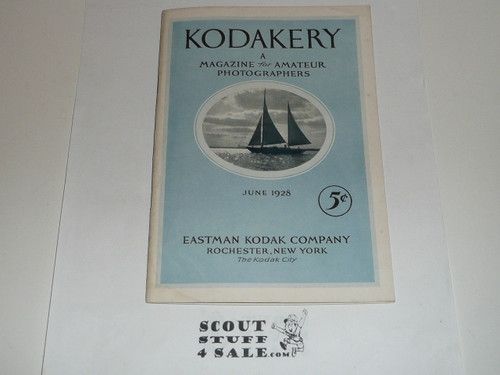 KODAKERY
A
MAGAZINE for AMATEUR
PHOTOGRAPHERS
JUNE 1928
5¢
EASTMAN KODAK COMPANY
ROCHESTER, NEW YORK
The Kodak City
SCOUT
STUFF
4 SALE.com